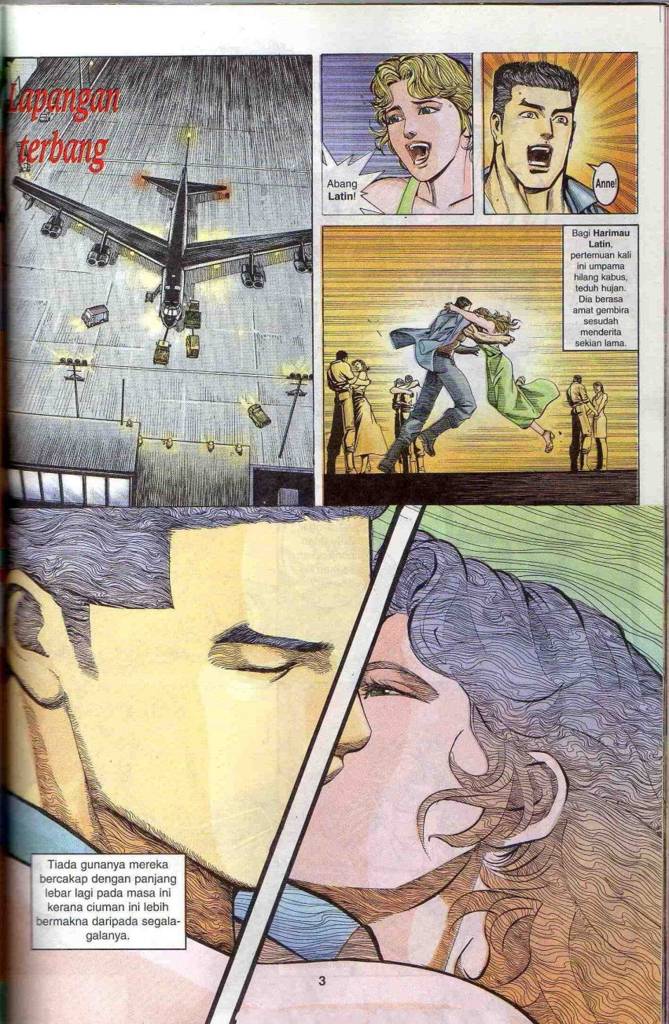 Lapangan
terbang
Abang
Latin!
Anne!
Bagi Harimau
Latin,
pertemuan kali
ini umpama
hilang kabus,
teduh hujan.
Dia berasa
amat gembira
sesudah
menderita
sekian lama.
Tiada gunanya mereka
bercakap dengan panjang
lebar lagi pada masa ini
kerana ciuman ini lebih
bermakna daripada segala-
galanya.
3